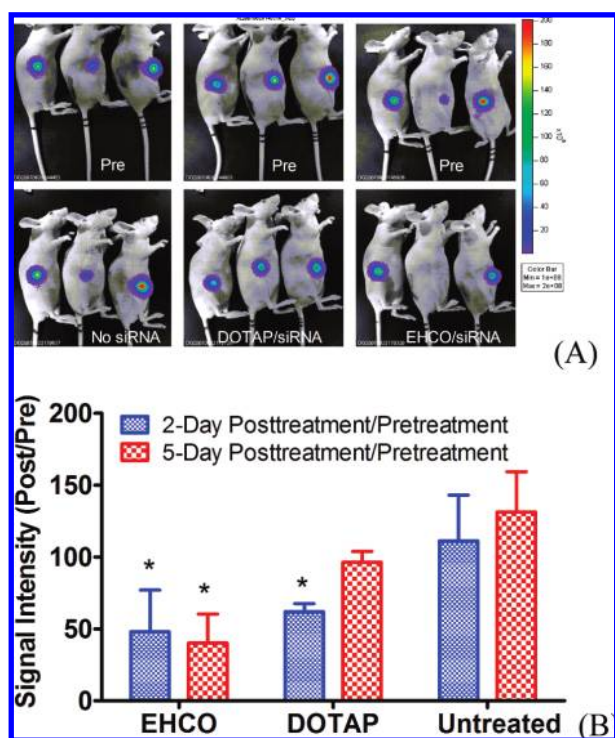 200
180
160
140
120
100
80
60
40
20
Pre
Pre
Pre
No siRNA
DOTAP/siRNA
EHCO/siRNA
Color Bar
(A)
200
150
100
50
0
Signal Intensity (Post/Pre)
2-Day Posttreatment/Pretreatment
5-Day Posttreatment/Pretreatment
* * *
EHCO DOTAP Untreated
(B)